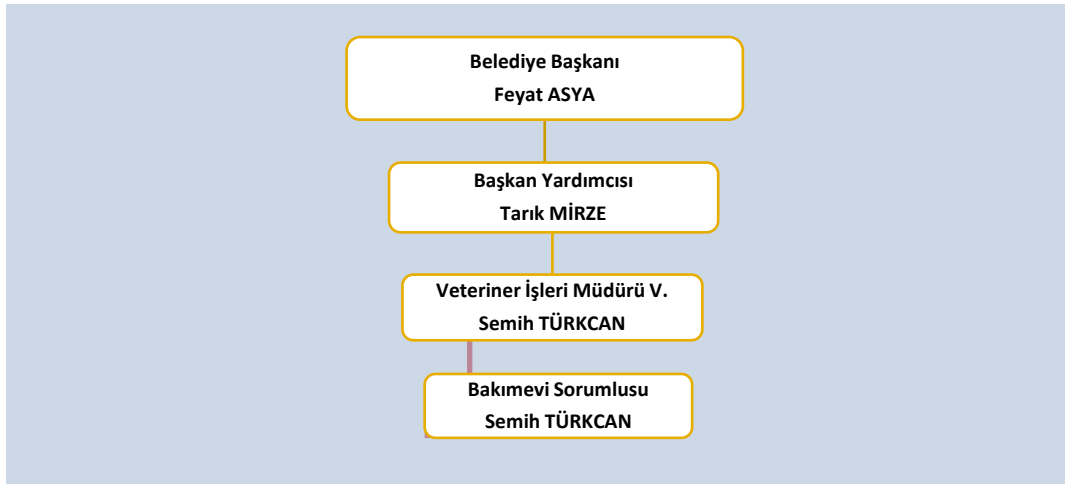 Belediye Başkanı
Feyat ASYA
Başkan Yardımcısı
Tarık MİRZE
Veteriner İşleri Müdürü V.
Semih TÜRKCAN
Bakımevi Sorumlusu
Semih TÜRKCAN